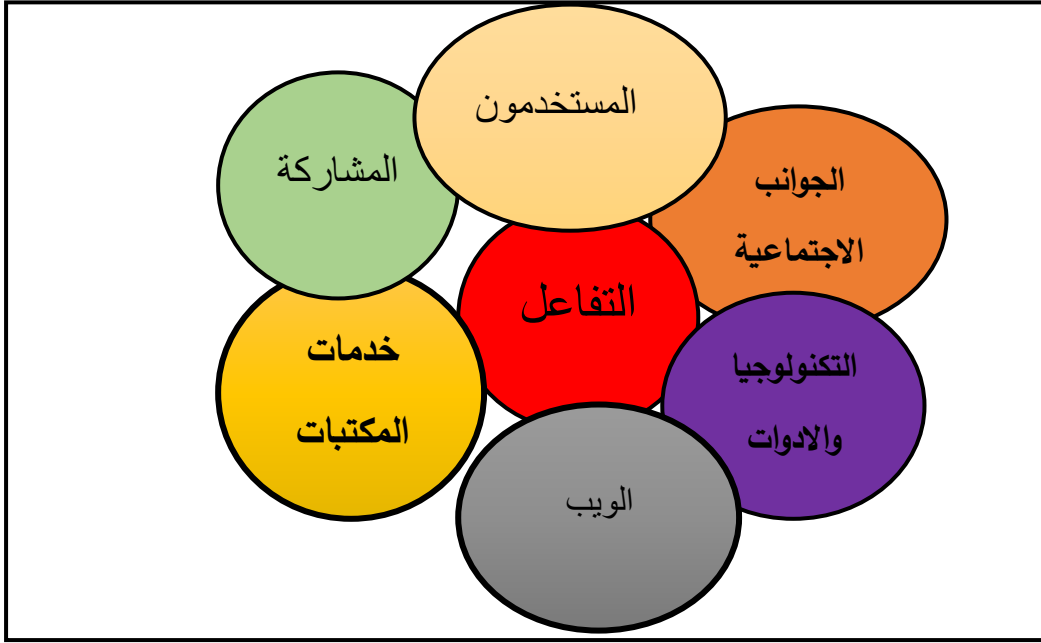 المستخدمون
المشاركة
الجوانب
الاجتماعية
التفاعل
خدمات
المكتبات
التكنولوجيا
والادوات
الويب